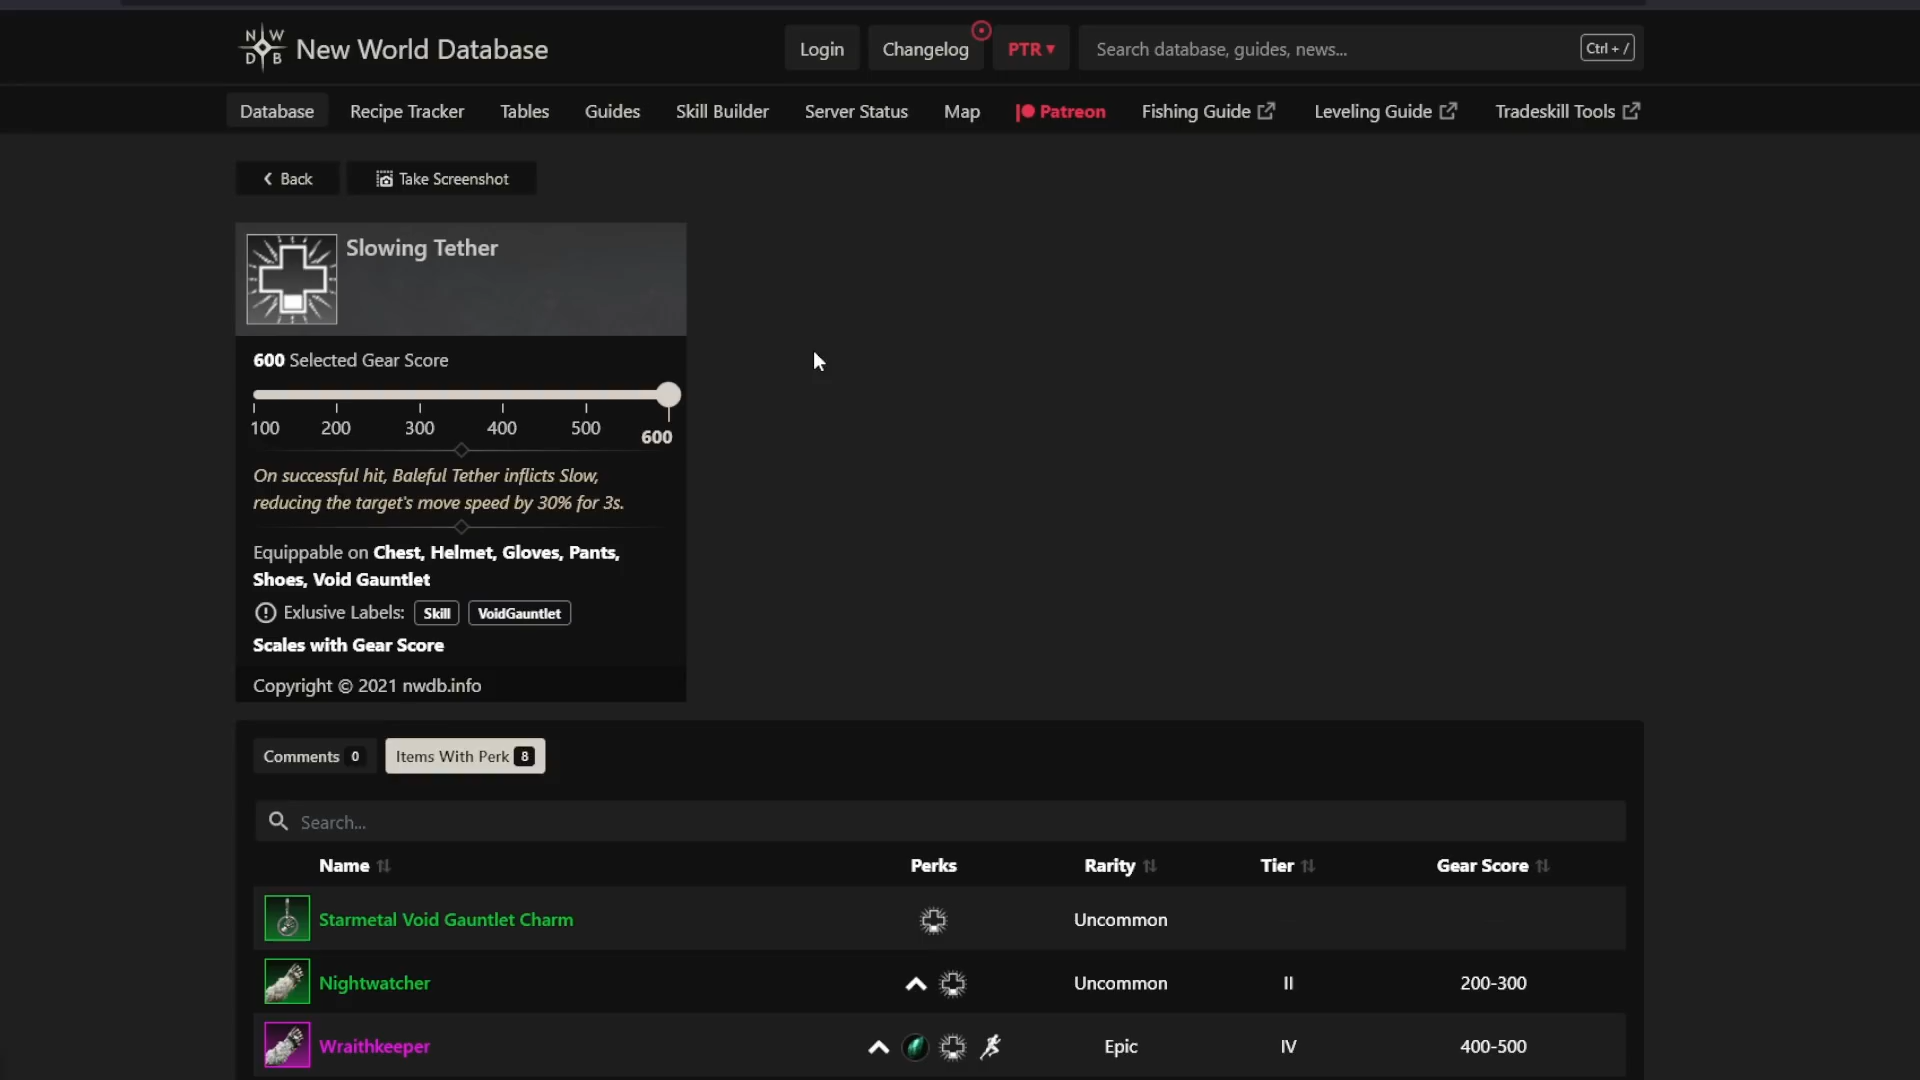 N W D B New World Database
Login Changelog PTR ▾ Search database, guides, news... Ctrl + /
Database Recipe Tracker Tables Guides Skill Builder Server Status Map Patreon Fishing Guide Leveling Guide Tradeskill Tools
Back Take Screenshot
Slowing Tether
600 Selected Gear Score
100 200 300 400 500 600
On successful hit, Baleful Tether inflicts Slow,
reducing the target's move speed by 30% for 3s.
Equippable on Chest, Helmet, Gloves, Pants,
Shoes, Void Gauntlet
Exlusive Labels: Skill VoidGauntlet
Scales with Gear Score
Copyright © 2021 nwdb.info
Comments 0 Items With Perk 8
Search...
Name Perks Rarity Tier Gear Score
Starmetal Void Gauntlet Charm Uncommon
Nightwatcher Uncommon II 200-300
Wraithkeeper Epic IV 400-500